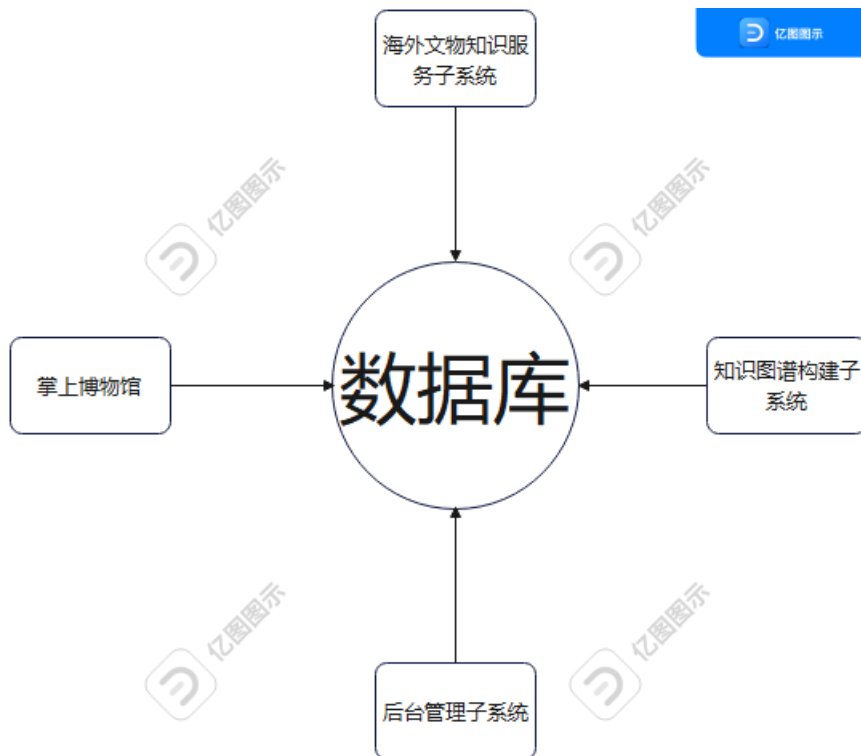 海外文物知识服
务子系统
亿图图示
亿图图示
亿图图示
掌上博物馆
数据库
知识图谱构建子
系统
亿图图示
亿图图示
后台管理子系统